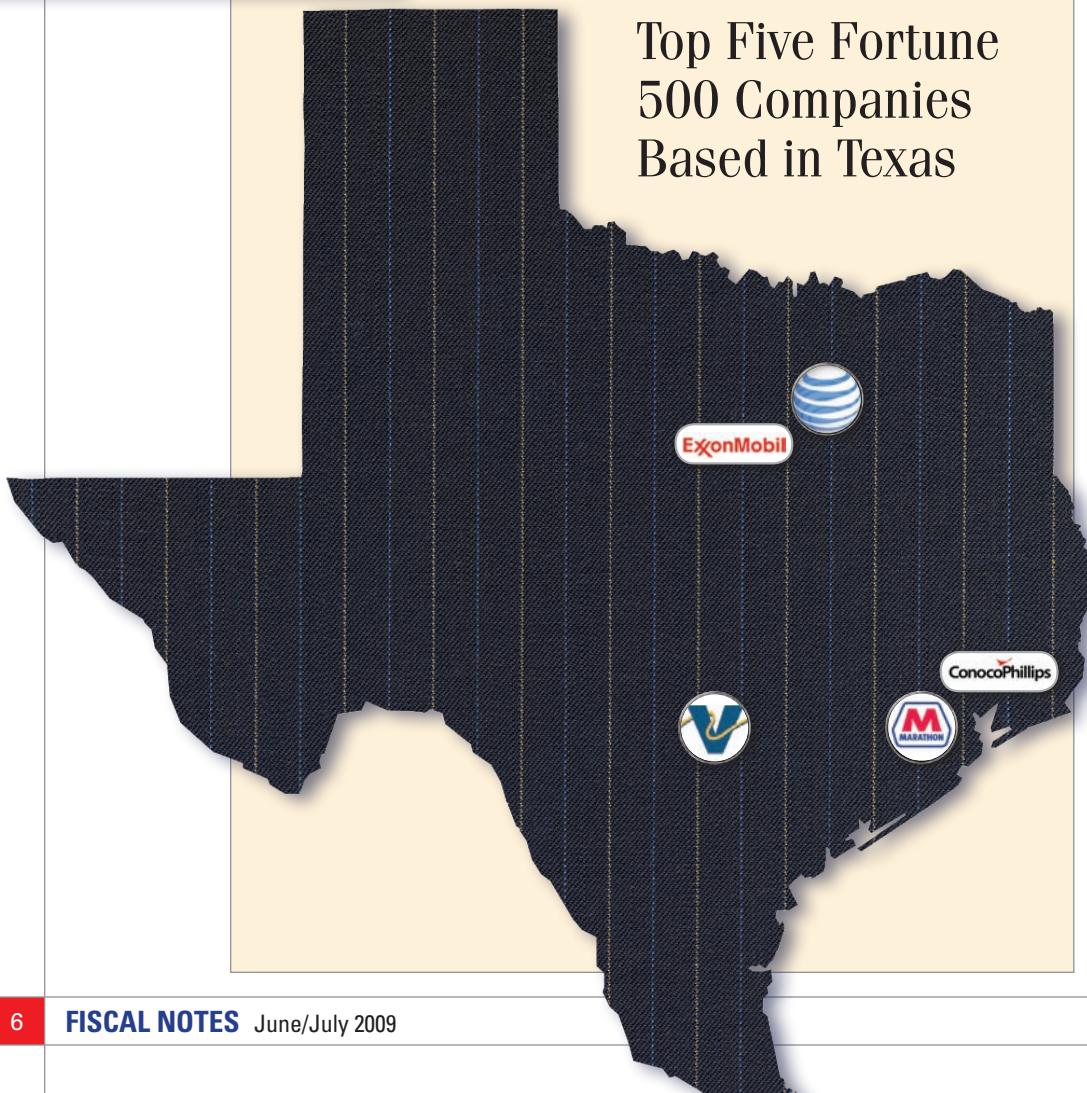 Top Five Fortune
500 Companies
Based in Texas
ExxonMobil
ConocoPhillips
V
M
MARATHON
6 FISCAL NOTES June/July 2009